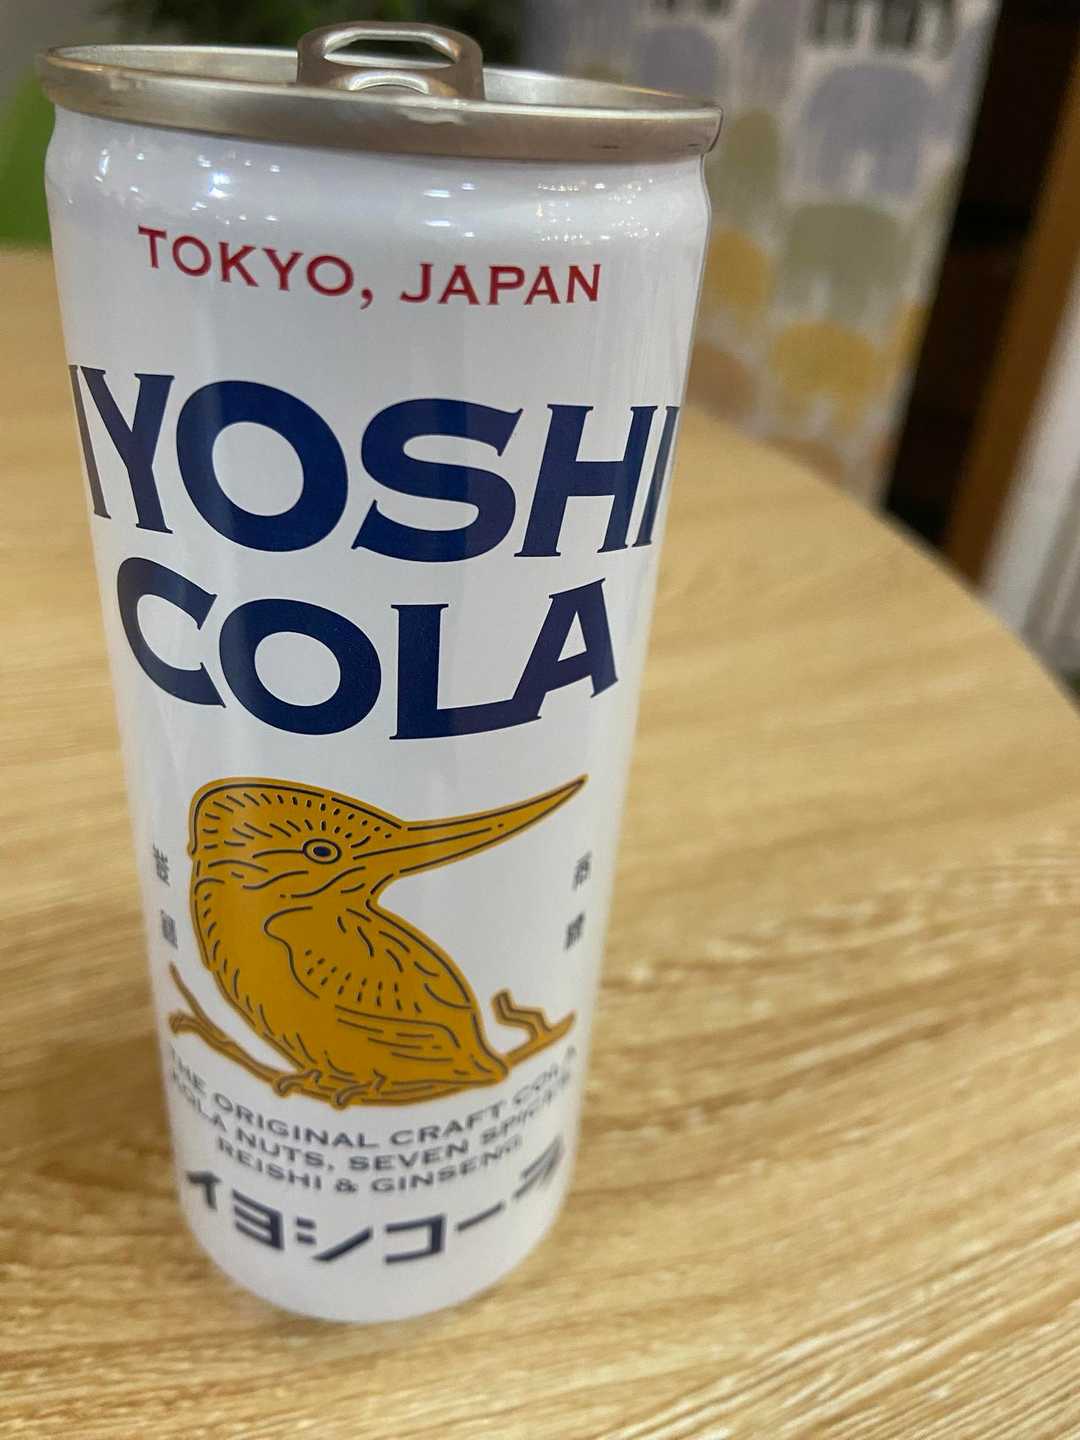 TOKYO, JAPAN
IYOSHI
COLA
THE ORIGINAL CRAFT COLA
KOLA NUTS, SEVEN SPICES
REISHI & GINSENG
イヨシコーラ